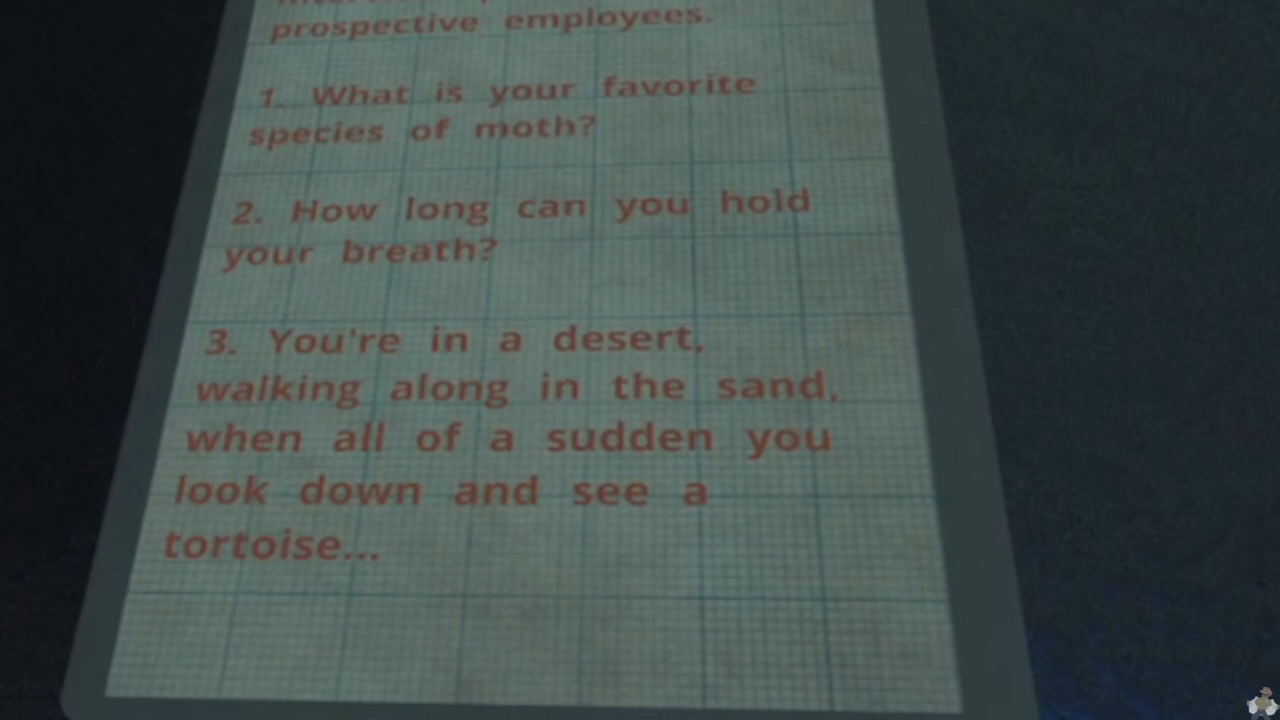 prospective employees.
1. What is your favorite
species of moth?
2. How long can you hold
your breath?
3. You're in a desert,
walking along in the sand,
when all of a sudden you
look down and see a
tortoise...